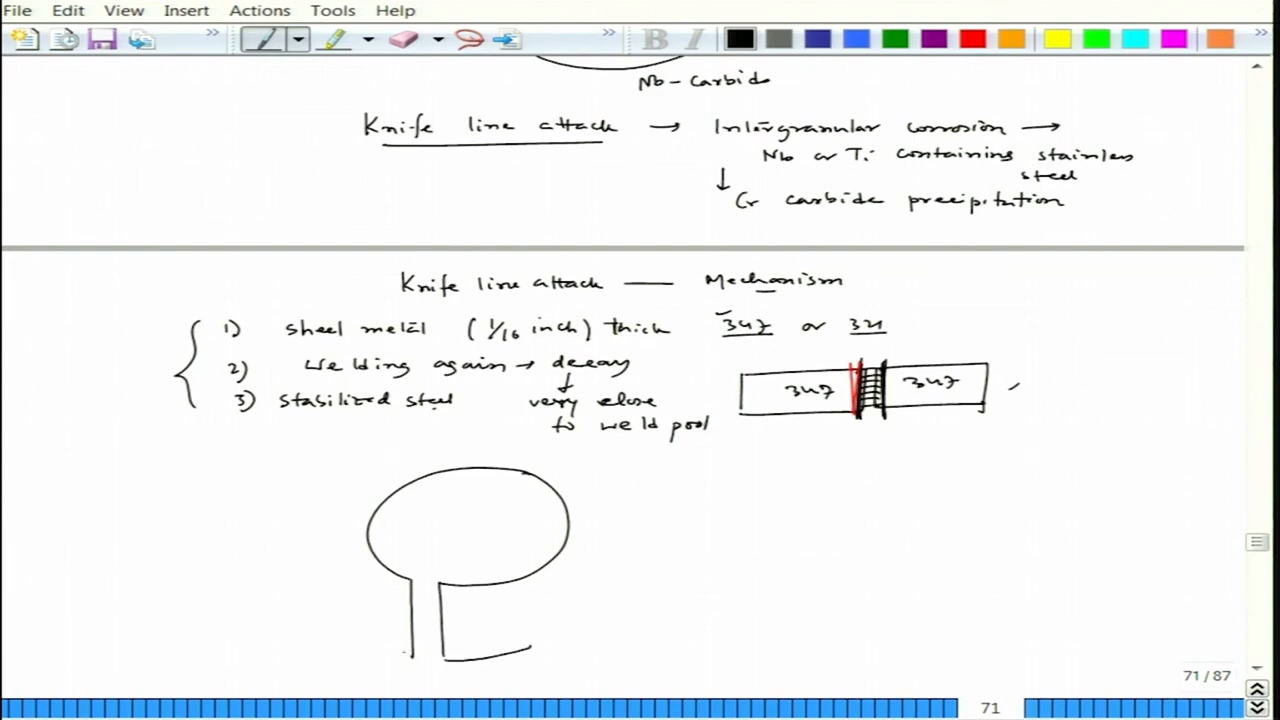 File Edit View Insert Actions Tools Help
B I
Nb-carbide
Knife line attack → Intergranular corrosion →
Nb or Ti containing stainless
steel
↓ Cr carbide precipitation
Knife line attack — Mechanism
1) sheet metal (1/16 inch) thick 347 or 321
2) Welding again → decay
3) stabilized steel very close
to weld pool
347 347
71 / 87
71